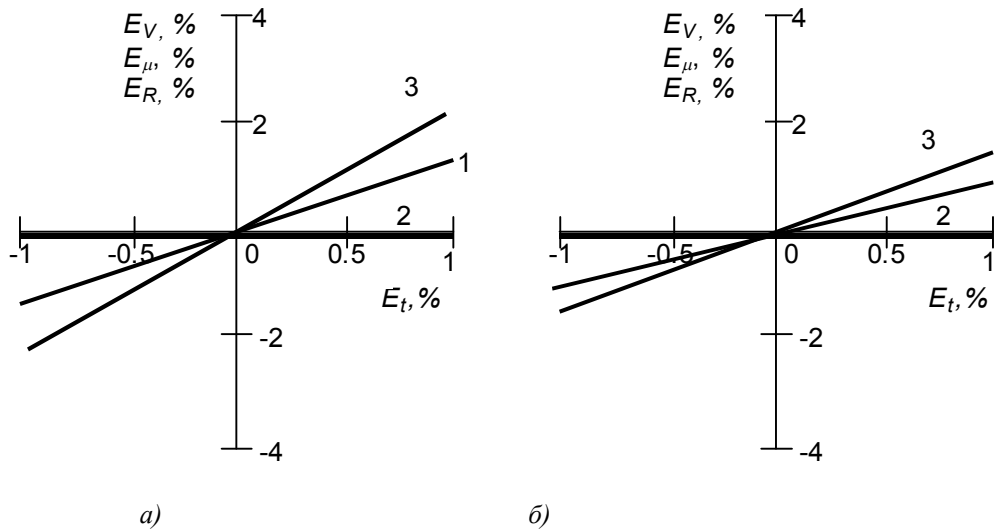 E_V, % 4 E_V, % 4
E_μ, % E_μ, %
E_R, % 3 E_R, %
2 2 3
1
2 2
-1 -0.5 0 0.5 1 -1 -0.5 0 0.5 1
E_t, % E_t, %
-2 -2
-4 -4
а) б)